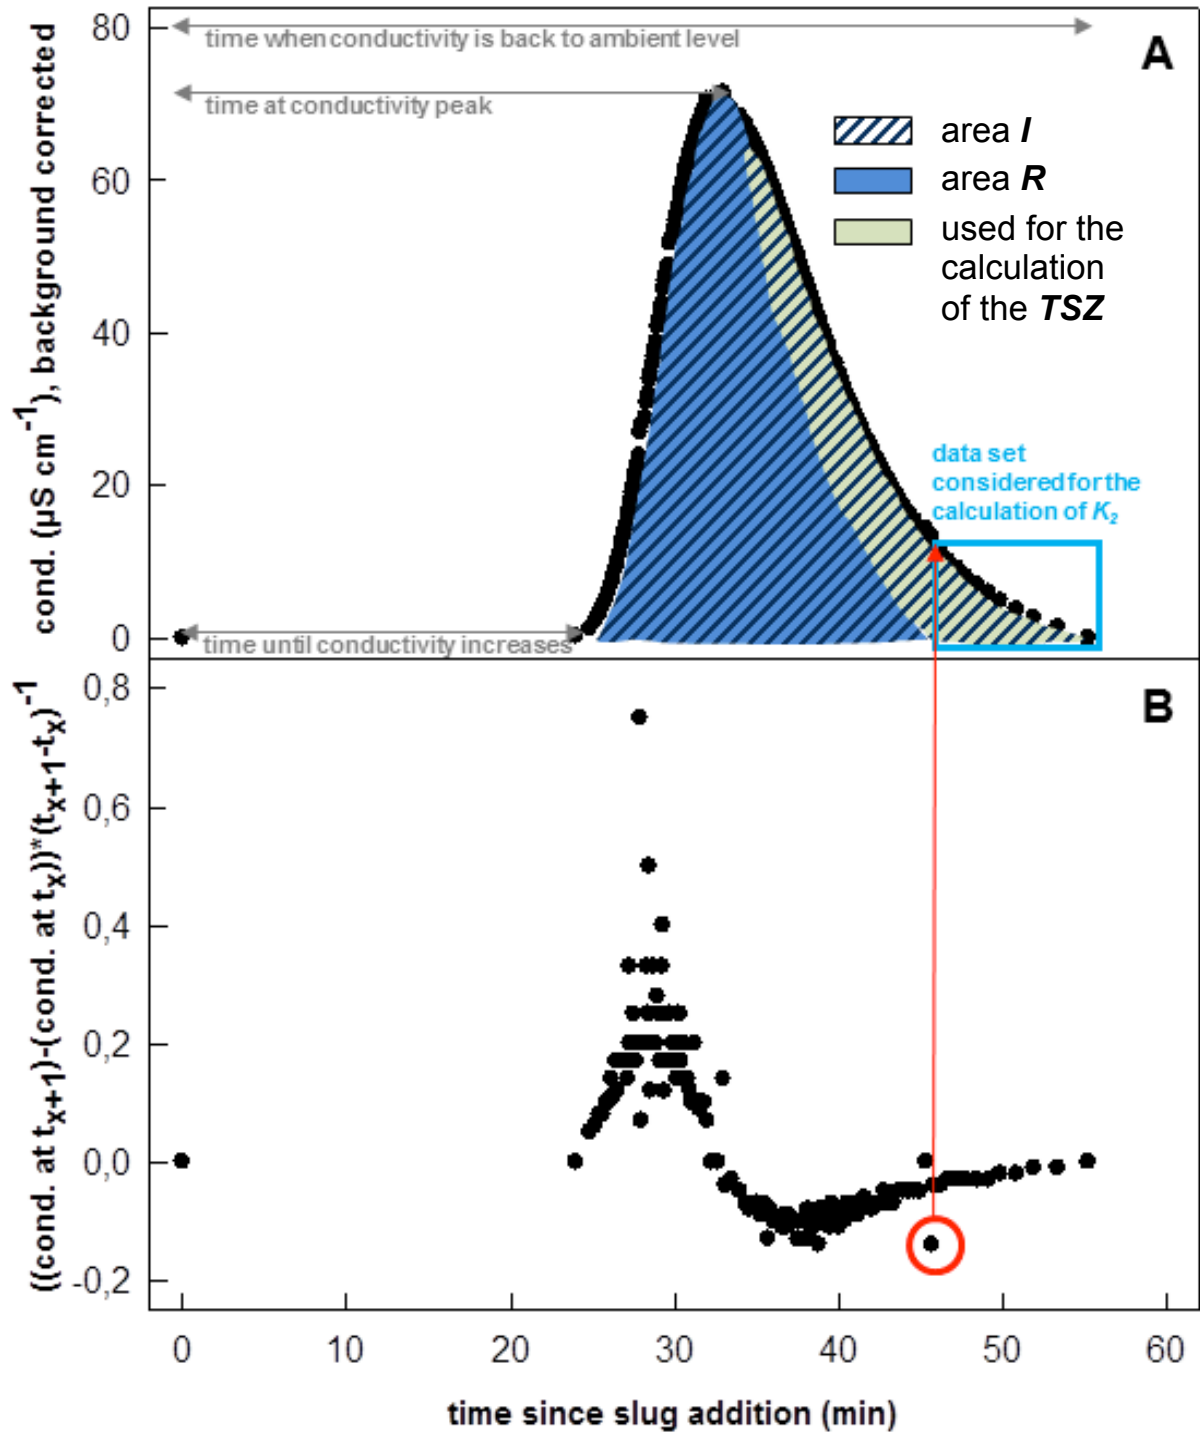 80
60
40
20
0
cond. (µS cm-1), background corrected
time when conductivity is back to ambient level
A
time at conductivity peak
area I
area R
used for the
calculation
of the TSZ
data set
considered for the
calculation of K2
time until conductivity increases
B
0,8
0,6
0,4
0,2
0,0
-0,2
((cond. at tx+1)-(cond. at tx))*(tx+1-tx)-1
0 10 20 30 40 50 60
time since slug addition (min)